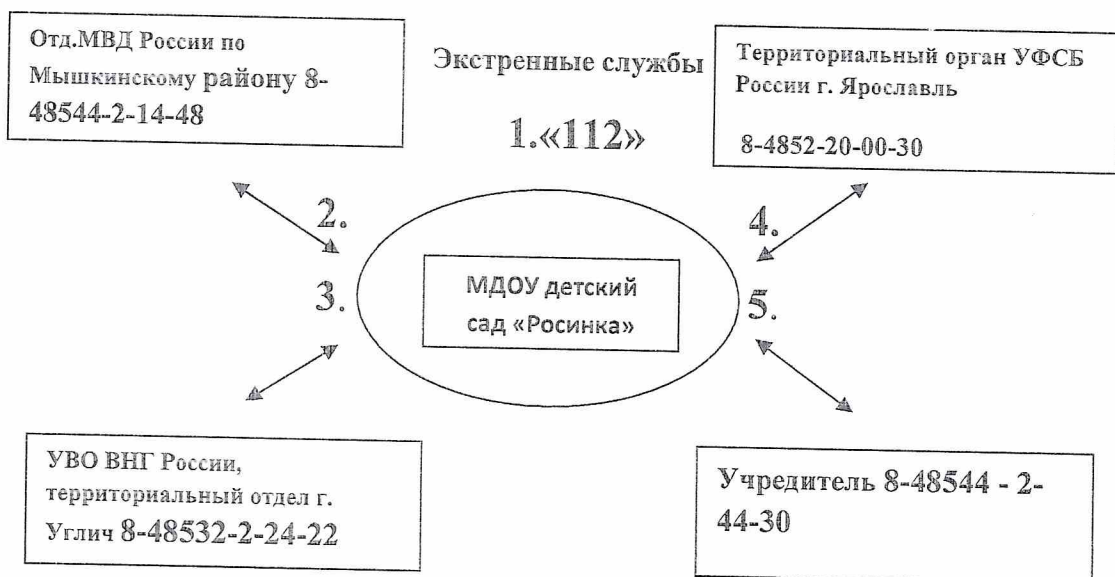 Отд.МВД России по
Мышкинскому району 8-
48544-2-14-48
Экстренные службы
1.«112»
Территориальный орган УФСБ
России г. Ярославль
8-4852-20-00-30
2.
4.
3.
5.
МДОУ детский
сад «Росинка»
УВО ВНГ России,
территориальный отдел г.
Углич 8-48532-2-24-22
Учредитель 8-48544 - 2-
44-30